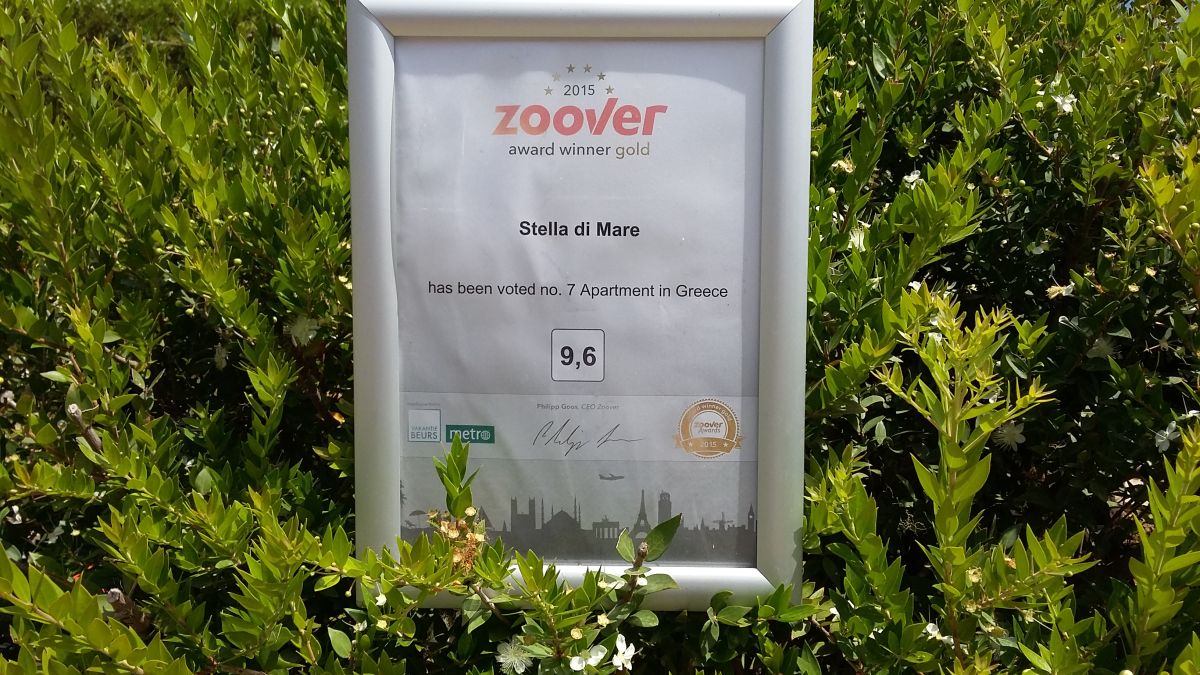 2015
zoover
award winner gold
Stella di Mare
has been voted no. 7 Apartment in Greece
9,6
Philipp Goos, CEO Zoover
VAKANTIE
BEURS
metro
zoover
Awards
2015